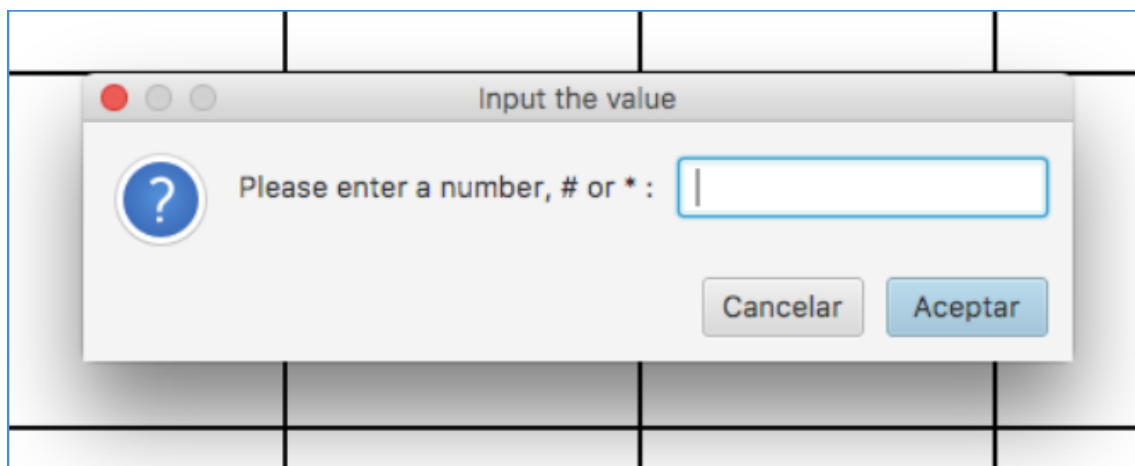 Input the value
Please enter a number, # or * :
Cancelar Aceptar